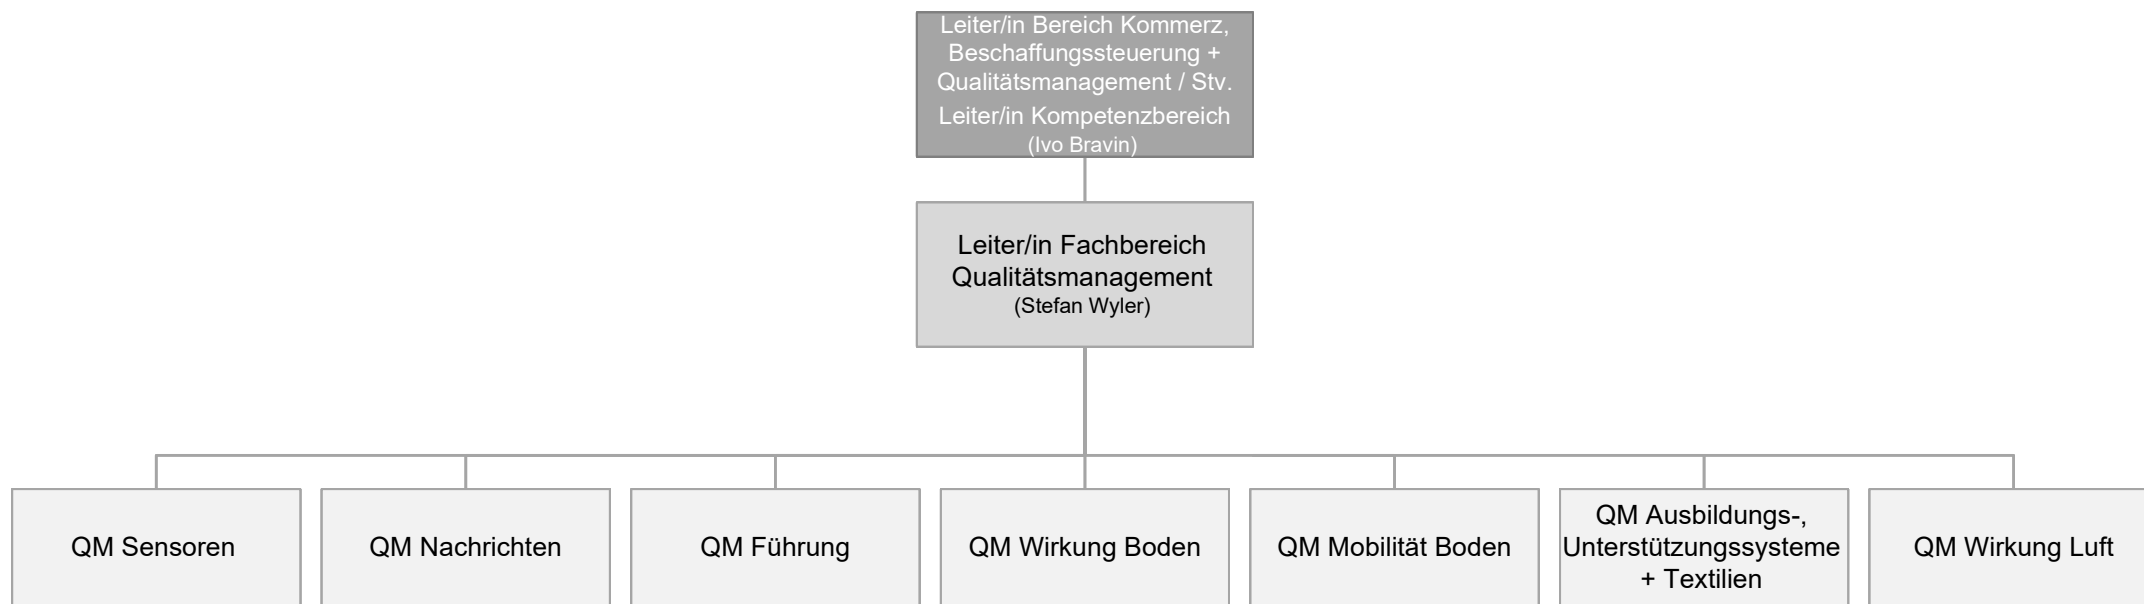 Leiter/in Bereich Kommerz,
Beschaffungssteuerung +
Qualitätsmanagement / Stv.
Leiter/in Kompetenzbereich
(Ivo Bravin)
Leiter/in Fachbereich
Qualitätsmanagement
(Stefan Wyler)
QM Sensoren
QM Nachrichten
QM Führung
QM Wirkung Boden
QM Mobilität Boden
QM Ausbildungs-,
Unterstützungssysteme
+ Textilien
QM Wirkung Luft